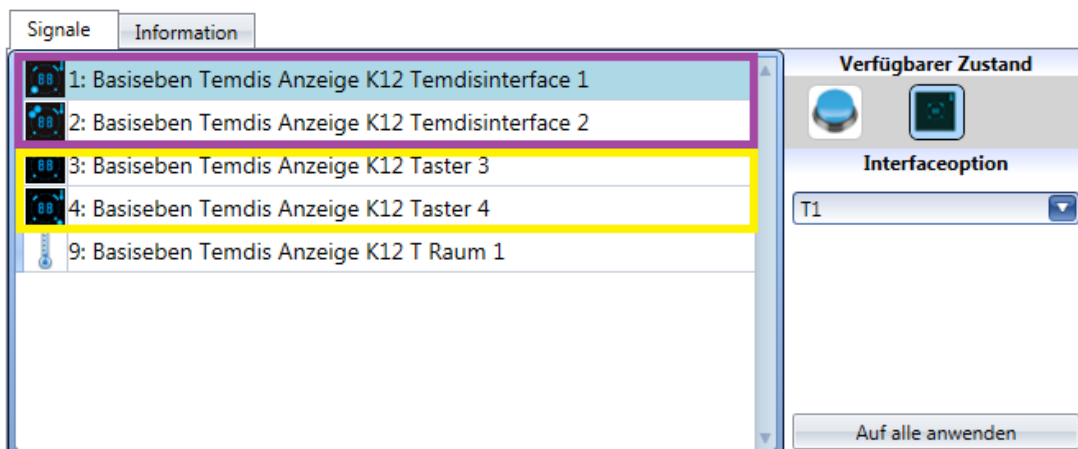 Signale
Information
1: Basiseben Temdis Anzeige K12 Temdisinterface 1
2: Basiseben Temdis Anzeige K12 Temdisinterface 2
3: Basiseben Temdis Anzeige K12 Taster 3
4: Basiseben Temdis Anzeige K12 Taster 4
9: Basiseben Temdis Anzeige K12 T Raum 1
Verfügbarer Zustand
Interfaceoption
T1
Auf alle anwenden